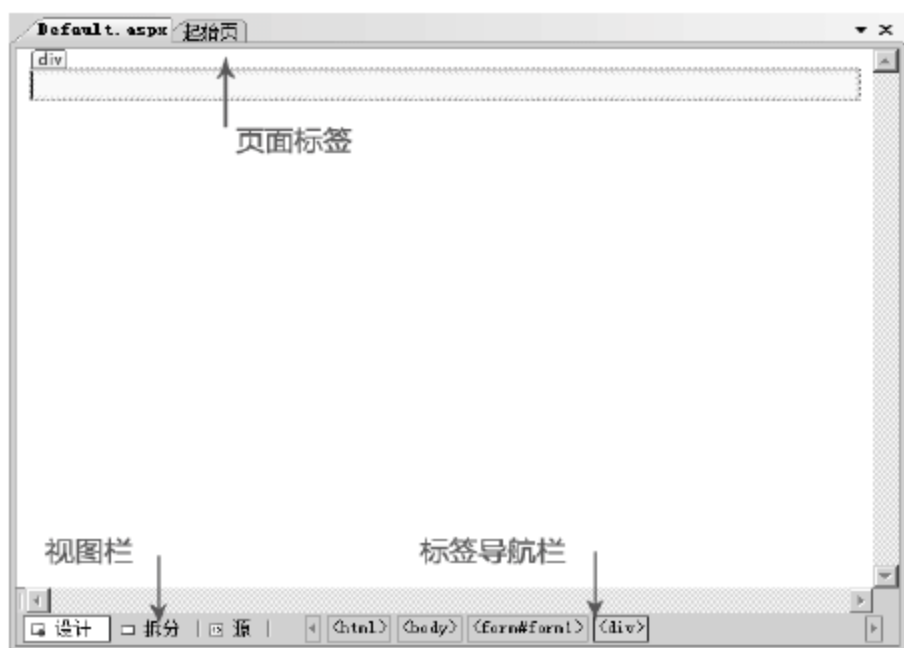 Default.aspx 起始页
div
页面标签
视图栏 标签导航栏
设计 拆分 源 <html> <body> <form#form1> <div>